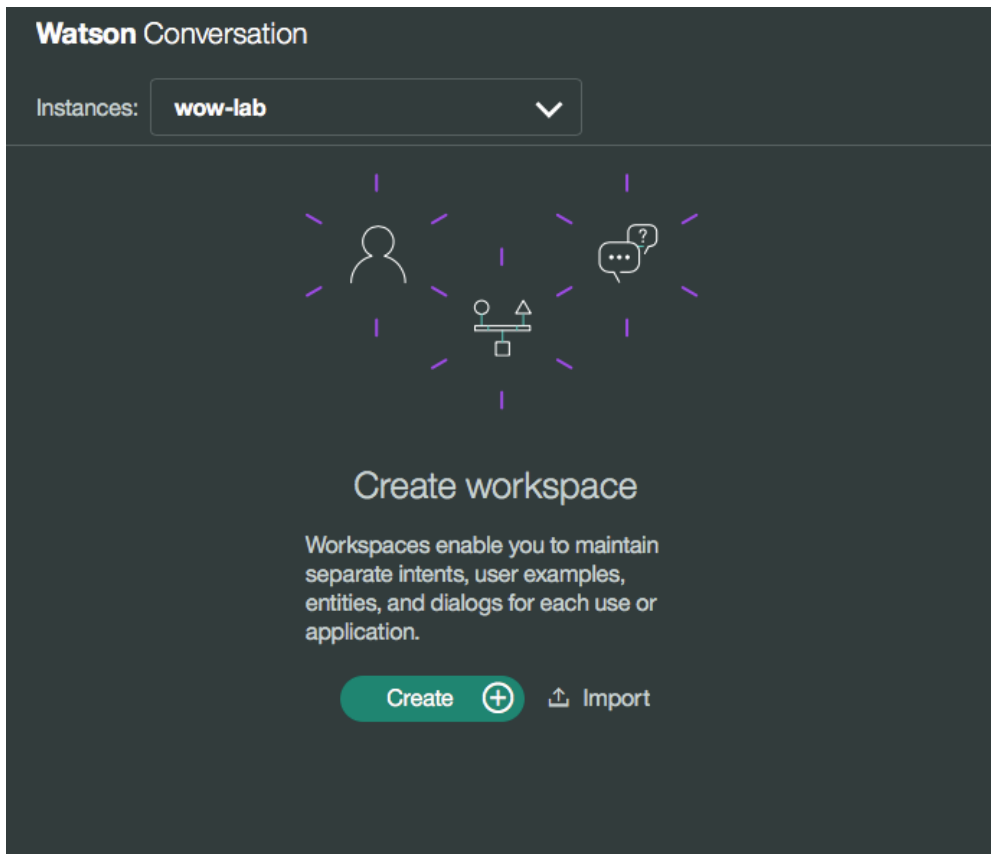 Watson Conversation
Instances: wow-lab
?
Create workspace
Workspaces enable you to maintain
separate intents, user examples,
entities, and dialogs for each use or
application.
Create Import